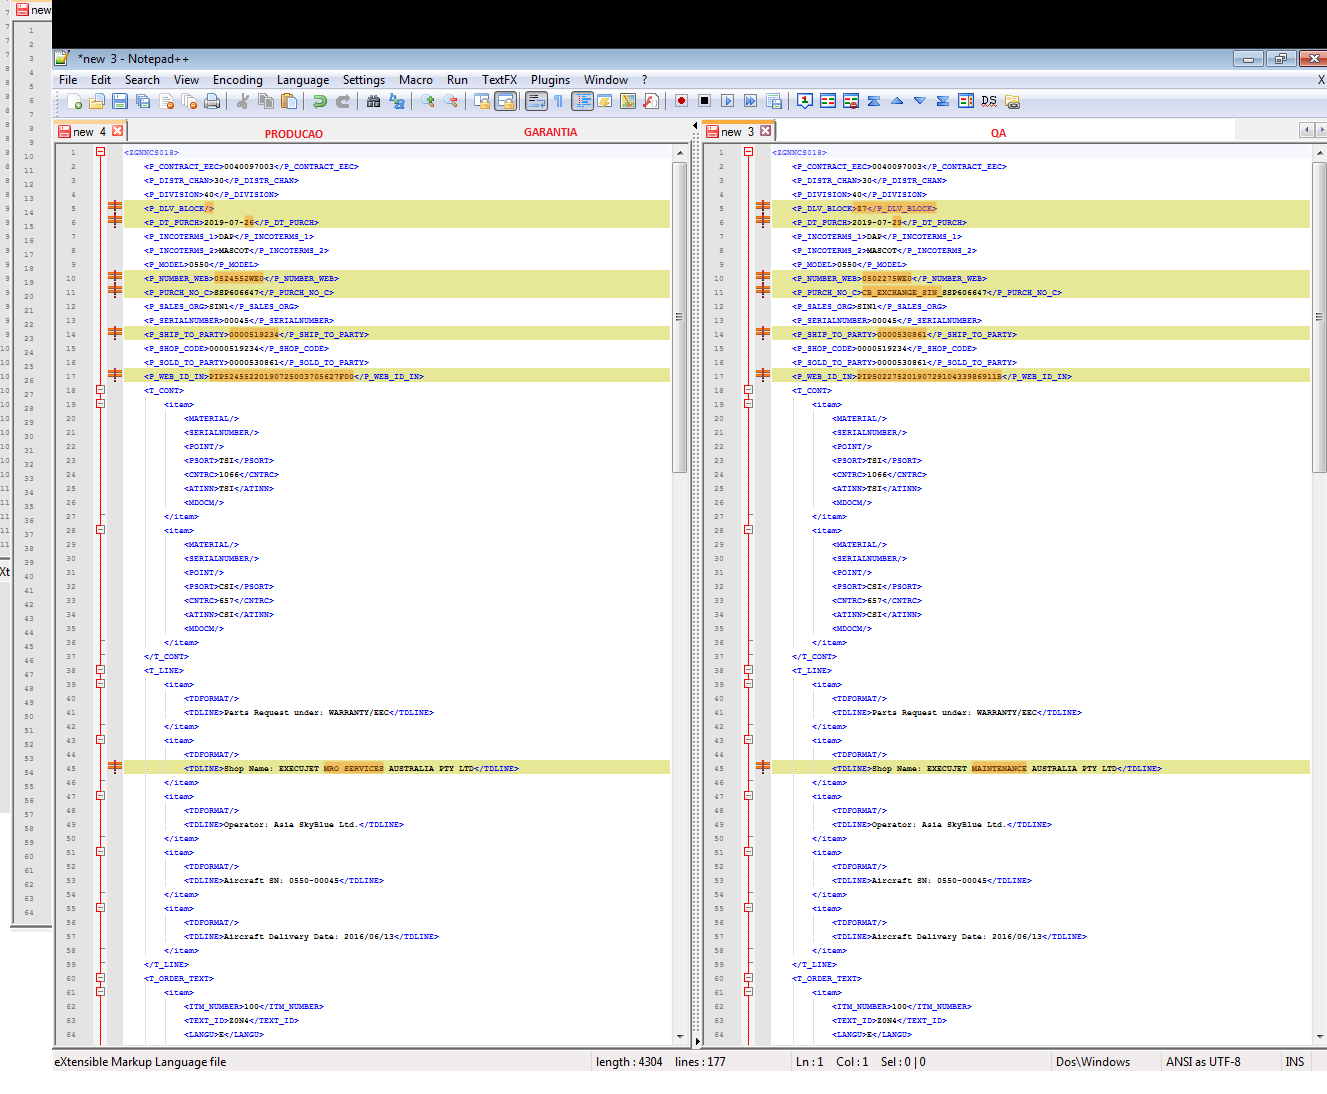 new
*new 3 - Notepad++
File Edit Search View Encoding Language Settings Macro Run TextFX Plugins Window ? X
new 4 PRODUCAO GARANTIA
1 <ZGNNCS018>
2 <P_CONTRACT_EEC>0040097003</P_CONTRACT_EEC>
3 <P_DISTR_CHAN>30</P_DISTR_CHAN>
4 <P_DIVISION>40</P_DIVISION>
5 <P_DLV_BLOCK/>
6 <P_DT_PURCH>2019-07-26</P_DT_PURCH>
7 <P_INCOTERMS_1>DAP</P_INCOTERMS_1>
8 <P_INCOTERMS_2>MASCOT</P_INCOTERMS_2>
9 <P_MODEL>0550</P_MODEL>
10 <P_NUMBER_WEB>0524552WE0</P_NUMBER_WEB>
11 <P_PURCH_NO_C>SSP606647</P_PURCH_NO_C>
12 <P_SALES_ORG>SIN1</P_SALES_ORG>
13 <P_SERIALNUMBER>00045</P_SERIALNUMBER>
14 <P_SHIP_TO_PARTY>0000519234</P_SHIP_TO_PARTY>
15 <P_SHOP_CODE>0000519234</P_SHOP_CODE>
16 <P_SOLD_TO_PARTY>0000530861</P_SOLD_TO_PARTY>
17 <P_WEB_ID_IN>PIP52455220190725003705627F00</P_WEB_ID_IN>
18 <T_CONT>
19 <item>
20 <MATERIAL/>
21 <SERIALNUMBER/>
22 <POINT/>
23 <PSORT>TSI</PSORT>
24 <CNTRC>1066</CNTRC>
25 <ATINN>TSI</ATINN>
26 <MDOCM/>
27 </item>
28 <item>
29 <MATERIAL/>
30 <SERIALNUMBER/>
31 <POINT/>
32 <PSORT>CSI</PSORT>
33 <CNTRC>657</CNTRC>
34 <ATINN>CSI</ATINN>
35 <MDOCM/>
36 </item>
37 </T_CONT>
38 <T_LINE>
39 <item>
40 <TDFORMAT/>
41 <TDLINE>Parts Request under: WARRANTY/EEC</TDLINE>
42 </item>
43 <item>
44 <TDFORMAT/>
45 <TDLINE>Shop Name: EXECUJET MRO SERVICES AUSTRALIA PTY LTD</TDLINE>
46 </item>
47 <item>
48 <TDFORMAT/>
49 <TDLINE>Operator: Asia SkyBlue Ltd.</TDLINE>
50 </item>
51 <item>
52 <TDFORMAT/>
53 <TDLINE>Aircraft SN: 0550-00045</TDLINE>
54 </item>
55 <item>
56 <TDFORMAT/>
57 <TDLINE>Aircraft Delivery Date: 2016/06/13</TDLINE>
58 </item>
59 </T_LINE>
60 <T_ORDER_TEXT>
61 <item>
62 <ITM_NUMBER>100</ITM_NUMBER>
63 <TEXT_ID>Z0N4</TEXT_ID>
64 <LANGU>E</LANGU>
new 3 QA
1 <ZGNNCS018>
2 <P_CONTRACT_EEC>0040097003</P_CONTRACT_EEC>
3 <P_DISTR_CHAN>30</P_DISTR_CHAN>
4 <P_DIVISION>40</P_DIVISION>
5 <P_DLV_BLOCK>Z7</P_DLV_BLOCK>
6 <P_DT_PURCH>2019-07-29</P_DT_PURCH>
7 <P_INCOTERMS_1>DAP</P_INCOTERMS_1>
8 <P_INCOTERMS_2>MASCOT</P_INCOTERMS_2>
9 <P_MODEL>0550</P_MODEL>
10 <P_NUMBER_WEB>0502275WE0</P_NUMBER_WEB>
11 <P_PURCH_NO_C>CB_EXCHANGE_SIN_SSP606647</P_PURCH_NO_C>
12 <P_SALES_ORG>SIN1</P_SALES_ORG>
13 <P_SERIALNUMBER>00045</P_SERIALNUMBER>
14 <P_SHIP_TO_PARTY>0000530861</P_SHIP_TO_PARTY>
15 <P_SHOP_CODE>0000519234</P_SHOP_CODE>
16 <P_SOLD_TO_PARTY>0000530861</P_SOLD_TO_PARTY>
17 <P_WEB_ID_IN>PIP5022752019072910433986911B</P_WEB_ID_IN>
18 <T_CONT>
19 <item>
20 <MATERIAL/>
21 <SERIALNUMBER/>
22 <POINT/>
23 <PSORT>TSI</PSORT>
24 <CNTRC>1066</CNTRC>
25 <ATINN>TSI</ATINN>
26 <MDOCM/>
27 </item>
28 <item>
29 <MATERIAL/>
30 <SERIALNUMBER/>
31 <POINT/>
32 <PSORT>CSI</PSORT>
33 <CNTRC>657</CNTRC>
34 <ATINN>CSI</ATINN>
35 <MDOCM/>
36 </item>
37 </T_CONT>
38 <T_LINE>
39 <item>
40 <TDFORMAT/>
41 <TDLINE>Parts Request under: WARRANTY/EEC</TDLINE>
42 </item>
43 <item>
44 <TDFORMAT/>
45 <TDLINE>Shop Name: EXECUJET MAINTENANCE AUSTRALIA PTY LTD</TDLINE>
46 </item>
47 <item>
48 <TDFORMAT/>
49 <TDLINE>Operator: Asia SkyBlue Ltd.</TDLINE>
50 </item>
51 <item>
52 <TDFORMAT/>
53 <TDLINE>Aircraft SN: 0550-00045</TDLINE>
54 </item>
55 <item>
56 <TDFORMAT/>
57 <TDLINE>Aircraft Delivery Date: 2016/06/13</TDLINE>
58 </item>
59 </T_LINE>
60 <T_ORDER_TEXT>
61 <item>
62 <ITM_NUMBER>100</ITM_NUMBER>
63 <TEXT_ID>Z0N4</TEXT_ID>
64 <LANGU>E</LANGU>
eXtensible Markup Language file length : 4304 lines : 177 Ln : 1 Col : 1 Sel : 0 | 0 Dos\Windows ANSI as UTF-8 INS